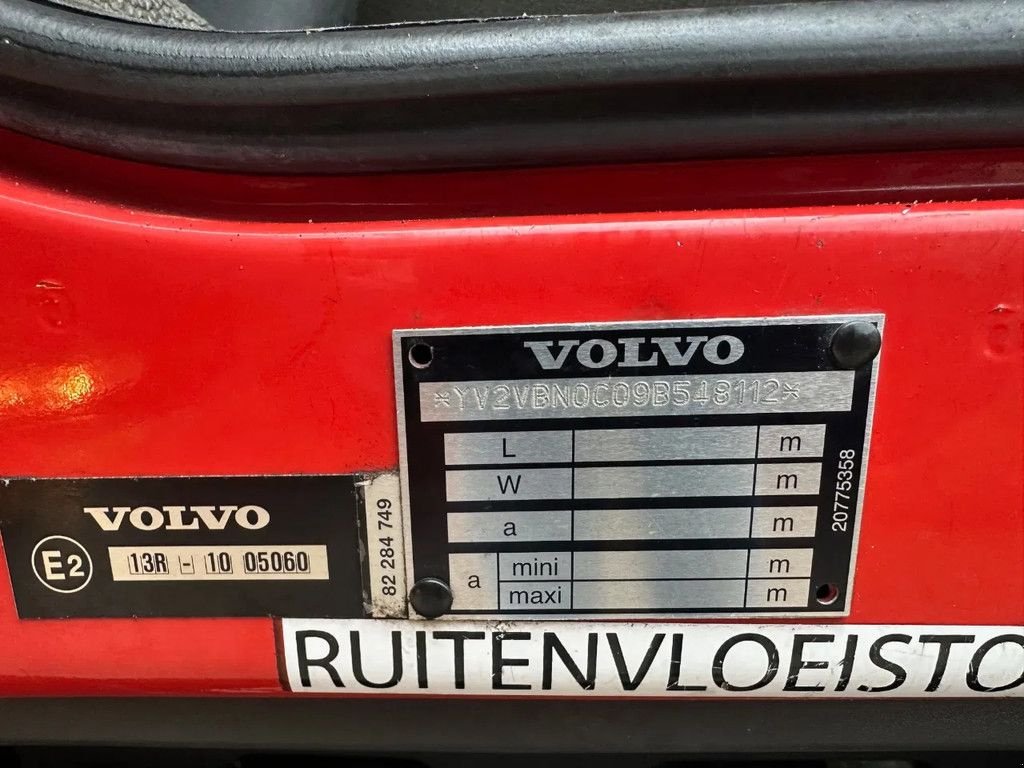 VOLVO
*YV2VBN0C09B548112*
L m
W m
a m
a mini m
maxi m
20775358
VOLVO
E2 13R - 10 05060
82 284 749
RUITENVLOEISTO